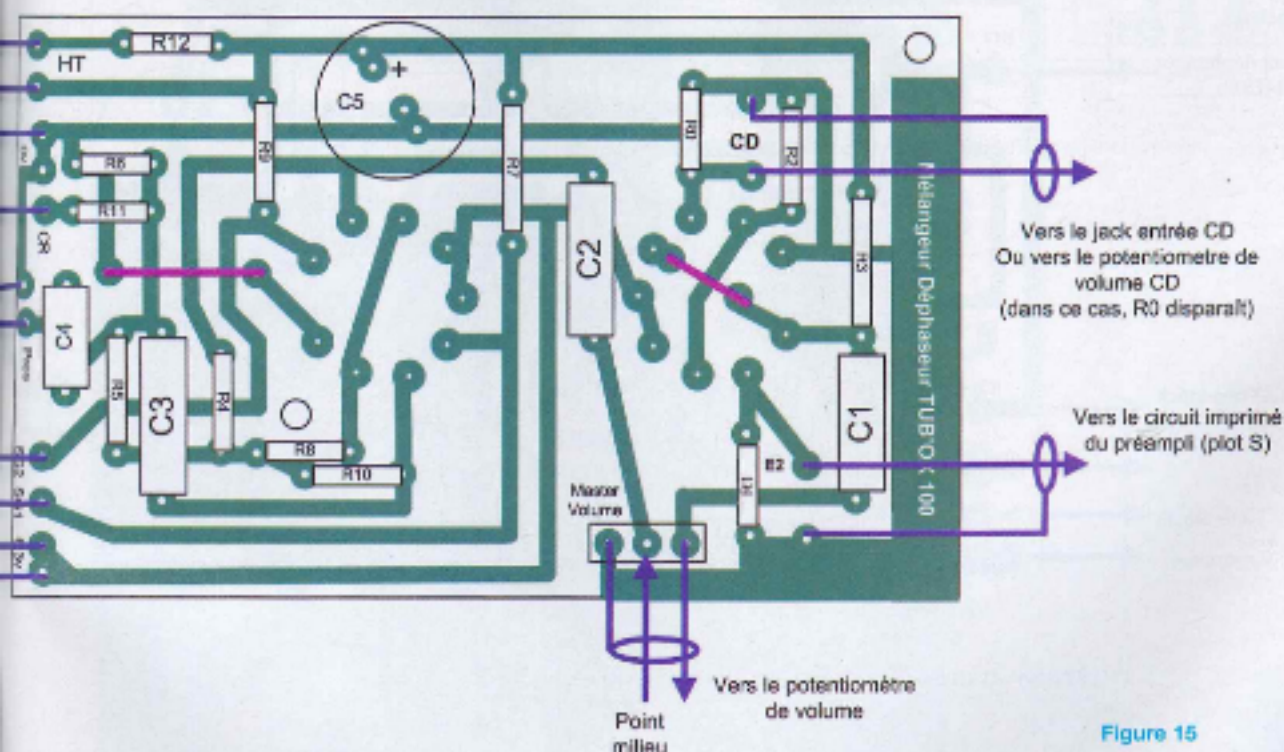 HT
R12
C5
+
R9
R7
R6
R11
CR
C4
R5
C3
R4
R8
R10
C2
R0
CD
R2
R3
C1
R1
E2
Master
Volume
Mélangeur Déphaseur TUB'O X 100
Vers le jack entrée CD
Ou vers le potentiometre de
volume CD
(dans ce cas, R0 disparaît)
Vers le circuit imprimé
du préampli (plot S)
Vers le potentiomètre
de volume
Point
milieu
Figure 15